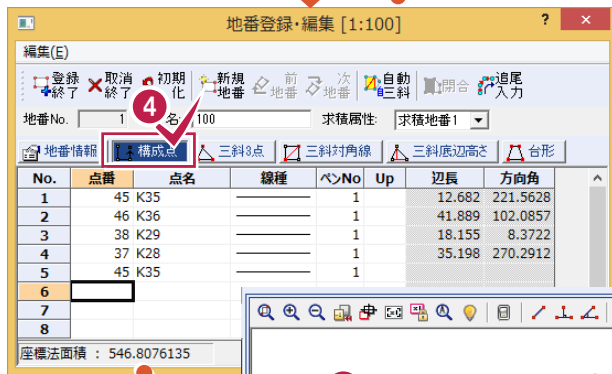 地番登録・編集 [1:100] ? ×
編集(E)
登録終了 取消終了 初期化 新規地番 前地番 次地番 自動三斜 閉合 追尾入力
地番No. 1 名: 100 求積属性: 求積地番1
4
地番情報 構成点 三斜3点 三斜対角線 三斜底辺高さ 台形
No. 点番 点名 線種 ペンNo Up 辺長 方向角
1 45 K35 1 12.682 221.5628
2 46 K36 1 41.889 102.0857
3 38 K29 1 18.155 8.3722
4 37 K28 1 35.198 270.2912
5 45 K35 1
6
7
8
座標法面積 : 546.8076135